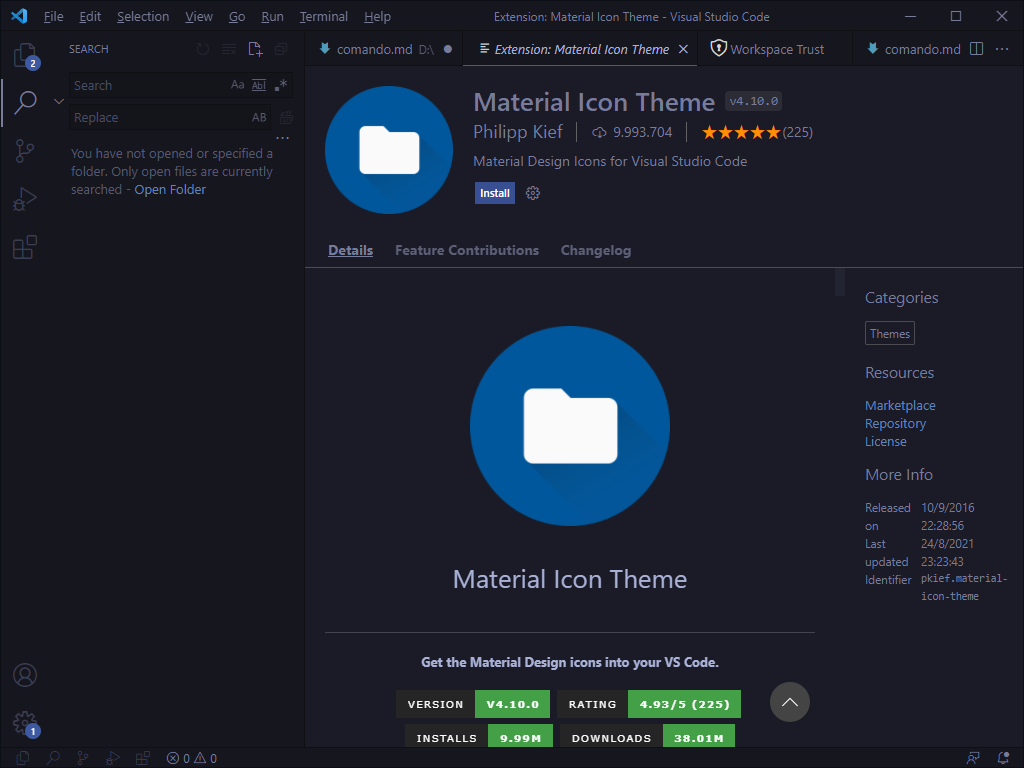 File Edit Selection View Go Run Terminal Help
Extension: Material Icon Theme - Visual Studio Code
2
SEARCH
comando.md D:\
Extension: Material Icon Theme
Workspace Trust
comando.md
Search
Aa Abl .*
Replace
AB
You have not opened or specified a
folder. Only open files are currently
searched - Open Folder
Material Icon Theme v4.10.0
Philipp Kief 9.993.704 (225)
Material Design Icons for Visual Studio Code
Install
Details Feature Contributions Changelog
Material Icon Theme
Get the Material Design icons into your VS Code.
VERSION V4.10.0 RATING 4.93/5 (225)
INSTALLS 9.99M DOWNLOADS 38.01M
Categories
Themes
Resources
Marketplace
Repository
License
More Info
Released on 10/9/2016 22:28:56
Last updated 24/8/2021 23:23:43
Identifier pkief.material-icon-theme
1
0 0